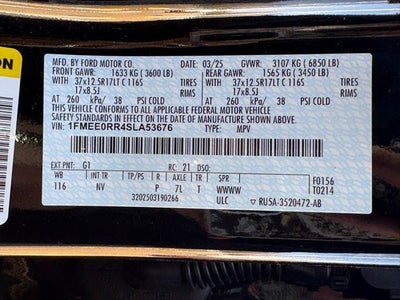 ON
MFD. BY FORD MOTOR CO. 03/25 GVWR: 3107 KG ( 6850 LB)
FRONT GAWR: 1633 KG ( 3600 LB) REAR GAWR: 1565 KG ( 3450 LB)
WITH WITH
37x12.5R17LT C 116S TIRES 37x12.5R17LT C 116S TIRES
17x8.5J RIMS 17x8.5J RIMS
AT 260 kPa/ 38 PSI COLD AT 260 kPa/ 38 PSI COLD
THIS VEHICLE CONFORMS TO ALL APPLICABLE FEDERAL MOTOR VEHICLE
SAFETY STANDARDS IN EFFECT ON THE DATE OF MANUFACTURE SHOWN ABOVE.
VIN: 1FMEE0RR4SLA53676 TYPE: MPV
EXT PNT: G1 RC: 21 DSO:
WB INT TR TP/PS R AXLE TR SPR F0156
116 NV P 7L T WWWW T0214
3202503190266 ULC RU5A-3520472-AB